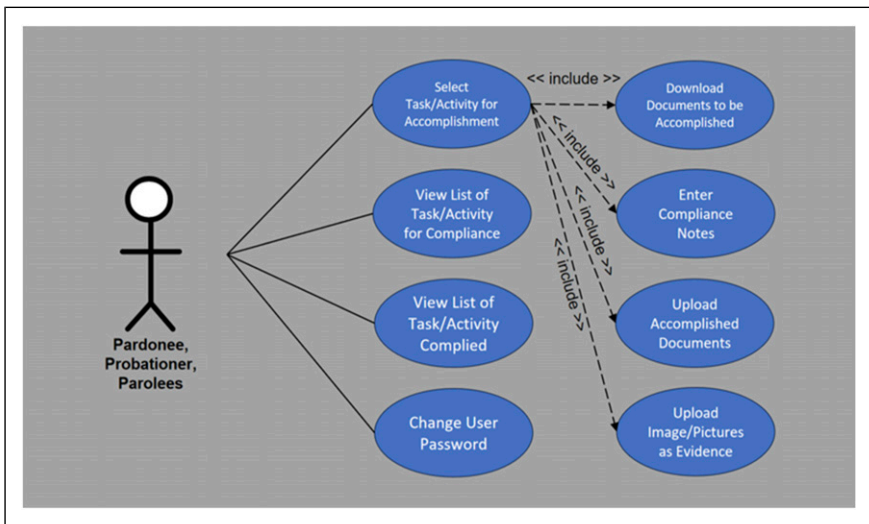 Select
Task/Activity for
Accomplishment
<< include >>
Download
Documents to be
Accomplished
View List of
Task/Activity
for Compliance
<< include >>
Enter
Compliance
Notes
<< include >>
<< include >>
View List of
Task/Activity
Complied
Upload
Accomplished
Documents
Pardonee,
Probationer,
Parolees
Change User
Password
Upload
Image/Pictures
as Evidence